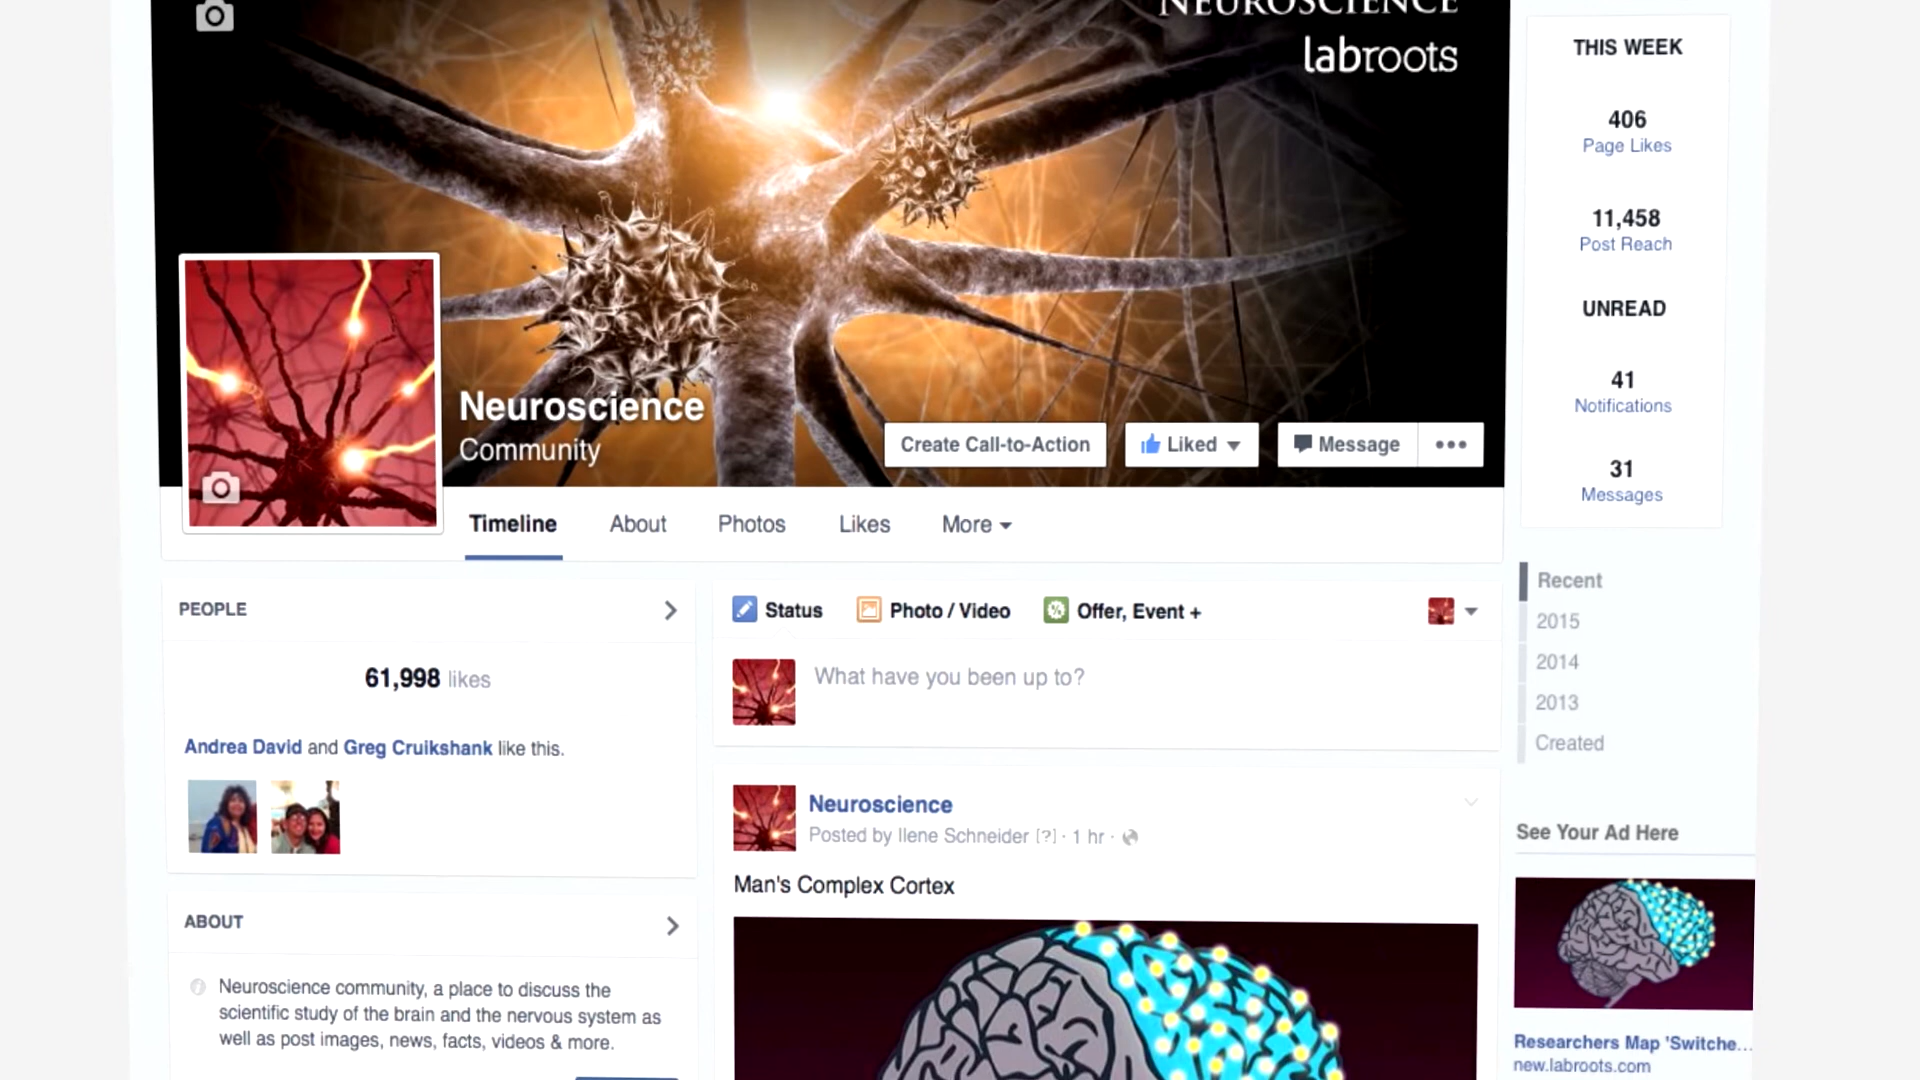 NEUROSCIENCE
labroots
Neuroscience
Community
Create Call-to-Action
Liked
Message
Timeline
About
Photos
Likes
More
PEOPLE
61,998 likes
Andrea David and Greg Cruikshank like this.
ABOUT
Neuroscience community, a place to discuss the
scientific study of the brain and the nervous system as
well as post images, news, facts, videos & more.
Status
Photo / Video
Offer, Event +
What have you been up to?
Neuroscience
Posted by Ilene Schneider [?] · 1 hr ·
Man's Complex Cortex
THIS WEEK
406
Page Likes
11,458
Post Reach
UNREAD
41
Notifications
31
Messages
Recent
2015
2014
2013
Created
See Your Ad Here
Researchers Map 'Switche...
new.labroots.com